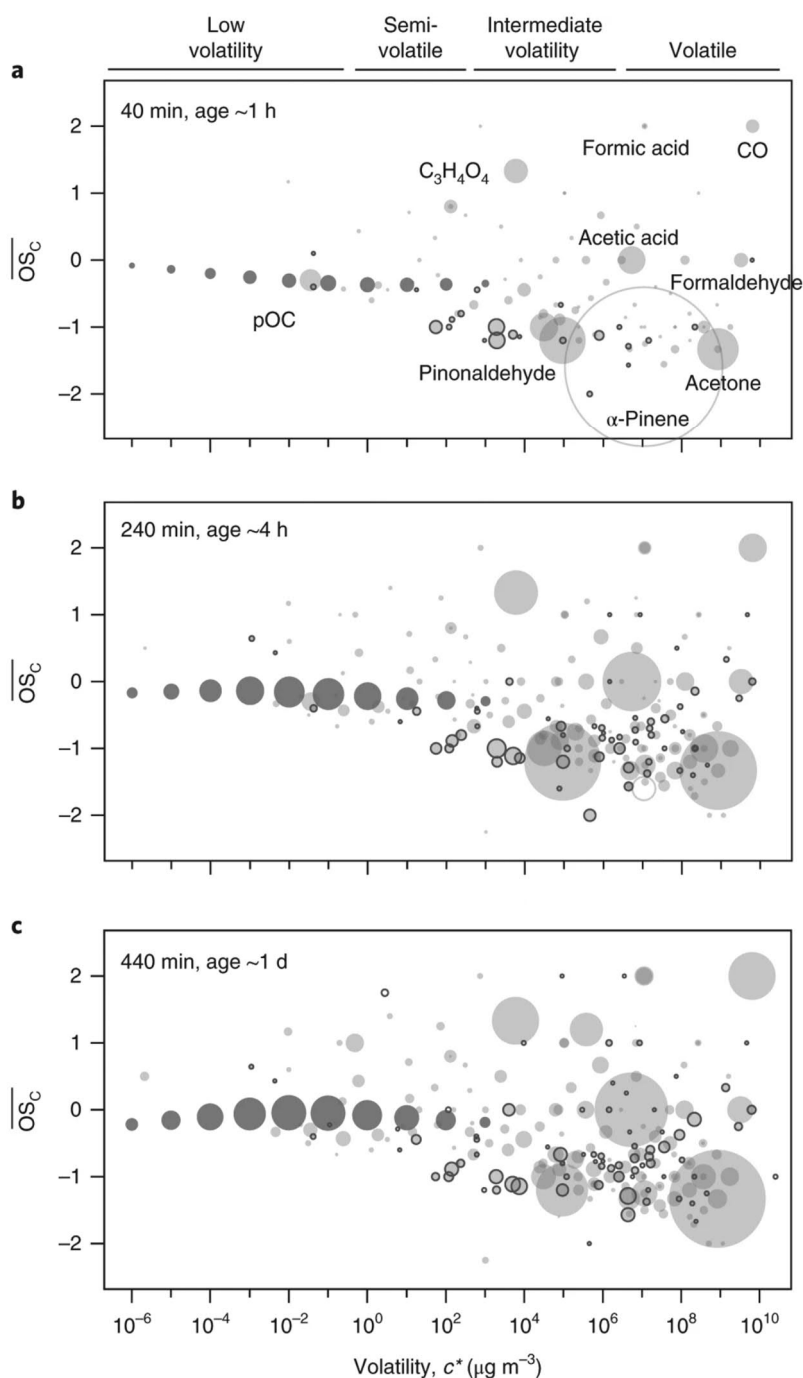 Low volatility
Semi-volatile
Intermediate volatility
Volatile
a
40 min, age ~1 h
2
1
0
−1
−2
OSC
C3H4O4
Formic acid
CO
Acetic acid
Formaldehyde
pOC
Pinonaldehyde
Acetone
α-Pinene
b
240 min, age ~4 h
2
1
0
−1
−2
OSC
c
440 min, age ~1 d
2
1
0
−1
−2
OSC
10−6 10−4 10−2 100 102 104 106 108 1010
Volatility, c* (µg m−3)